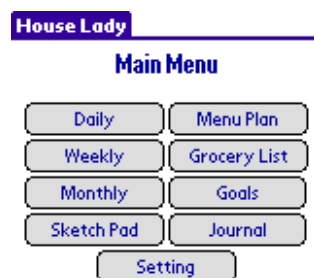 House Lady
Main Menu
Daily Menu Plan
Weekly Grocery List
Monthly Goals
Sketch Pad Journal
Setting